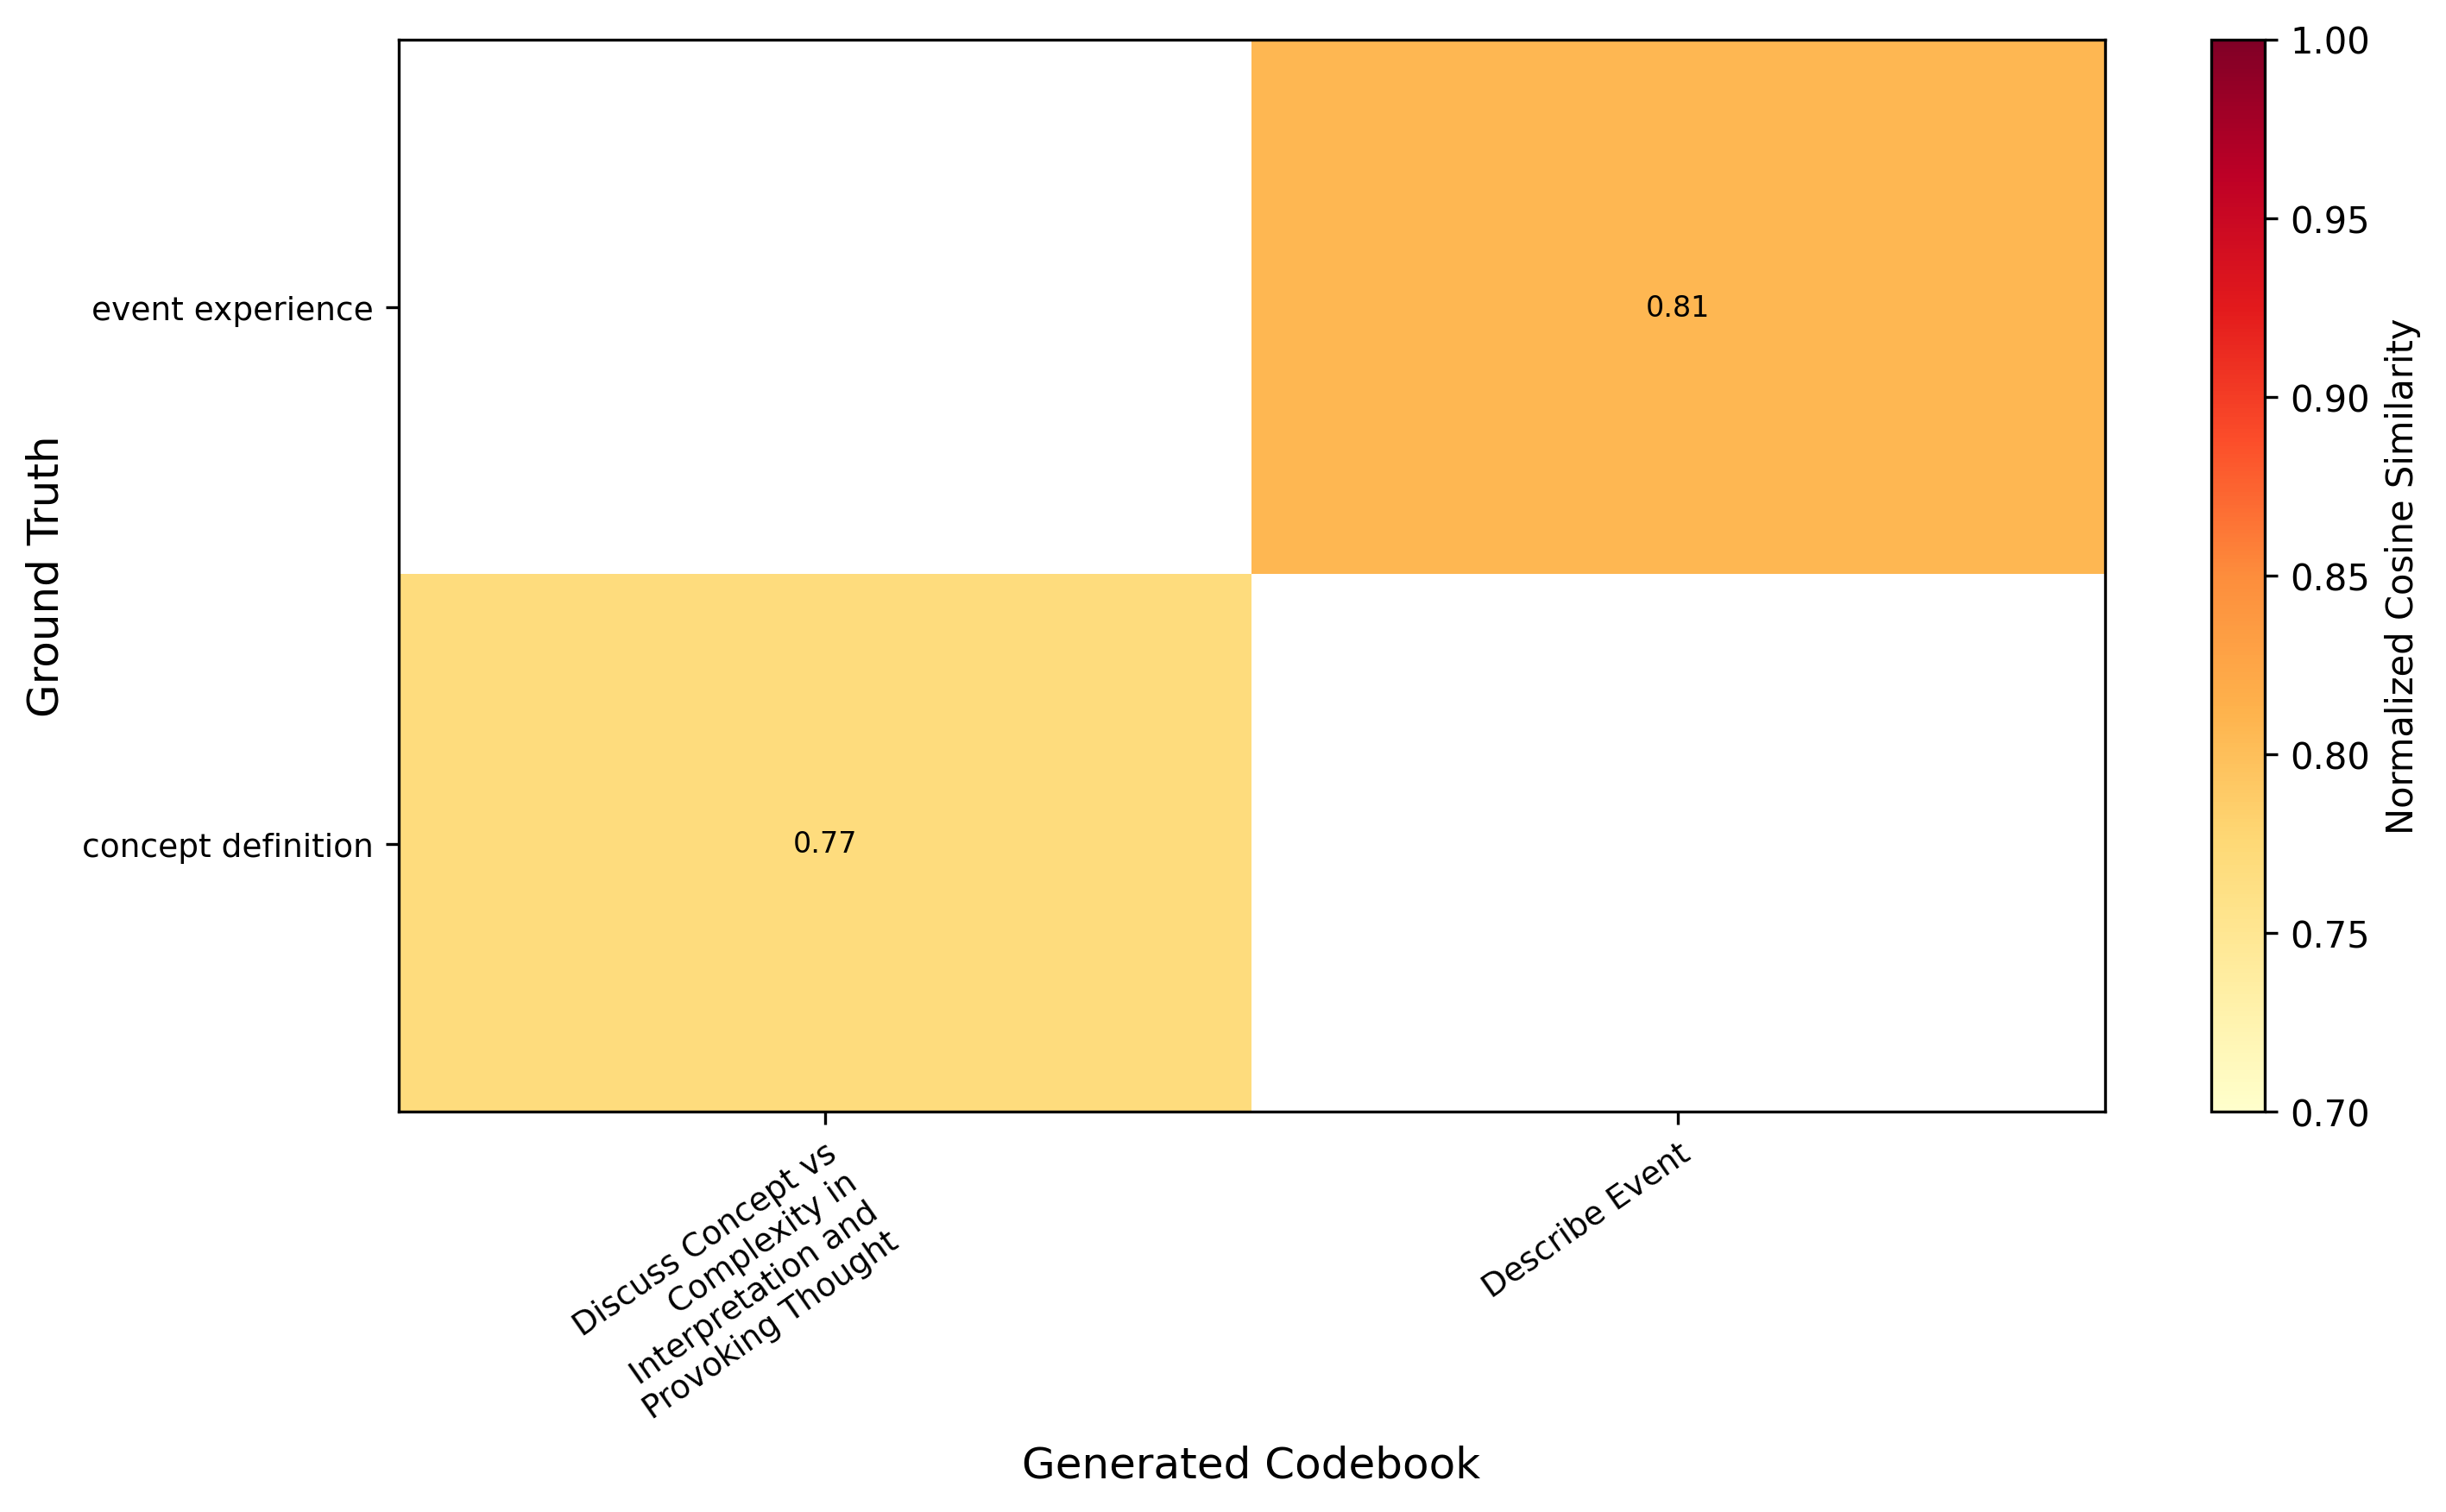 Ground Truth
event experience
concept definition
0.81
0.77
Discuss Concept vs
Complexity in
Interpretation and
Provoking Thought
Describe Event
Generated Codebook
1.00
0.95
0.90
0.85
0.80
0.75
0.70
Normalized Cosine Similarity